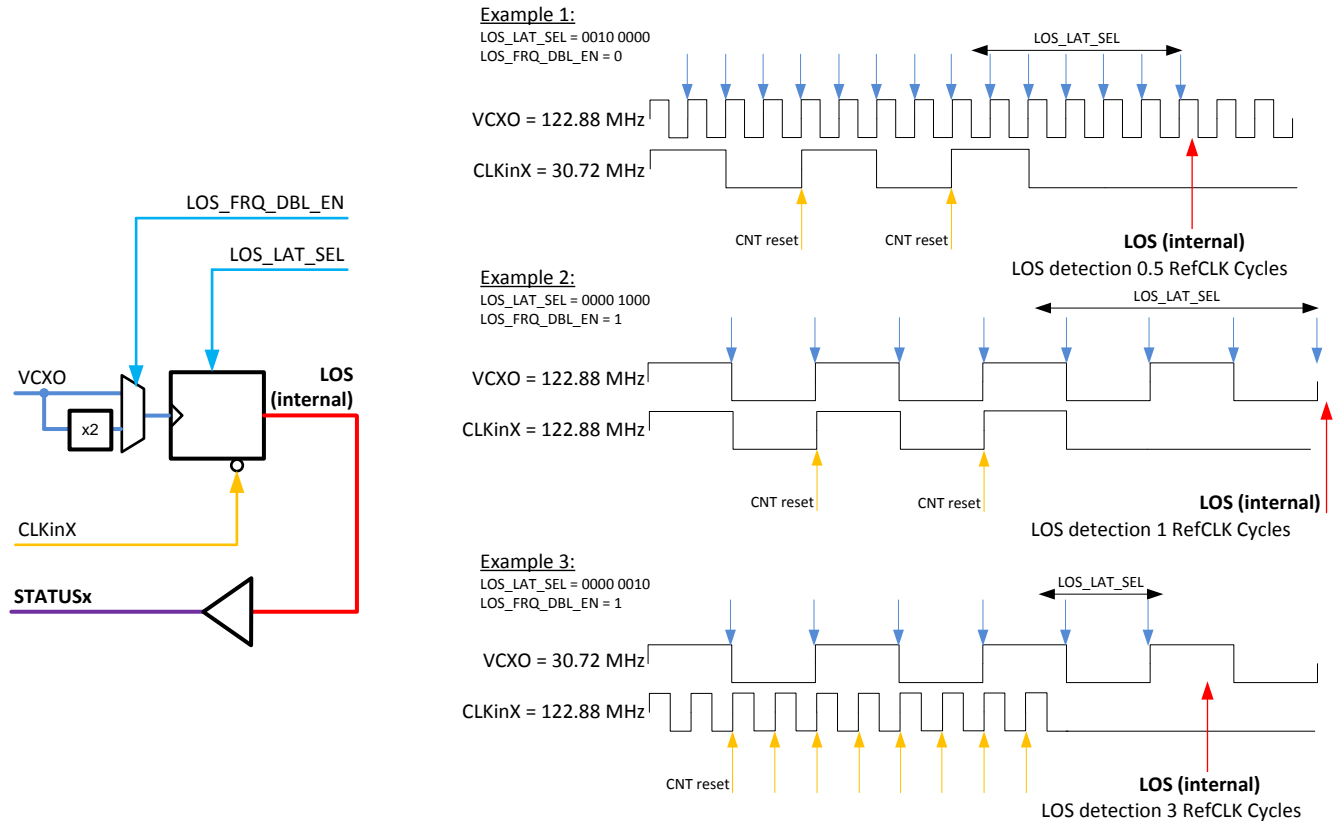 LOS_FRQ_DBL_EN
LOS_LAT_SEL
VCXO
x2
LOS
(internal)
CLKinX
STATUSx
Example 1:
LOS_LAT_SEL = 0010 0000
LOS_FRQ_DBL_EN = 0
LOS_LAT_SEL
VCXO = 122.88 MHz
CLKinX = 30.72 MHz
CNT reset
CNT reset
LOS (internal)
LOS detection 0.5 RefCLK Cycles
Example 2:
LOS_LAT_SEL = 0000 1000
LOS_FRQ_DBL_EN = 1
LOS_LAT_SEL
VCXO = 122.88 MHz
CLKinX = 122.88 MHz
CNT reset
CNT reset
LOS (internal)
LOS detection 1 RefCLK Cycles
Example 3:
LOS_LAT_SEL = 0000 0010
LOS_FRQ_DBL_EN = 1
LOS_LAT_SEL
VCXO = 30.72 MHz
CLKinX = 122.88 MHz
CNT reset
LOS (internal)
LOS detection 3 RefCLK Cycles